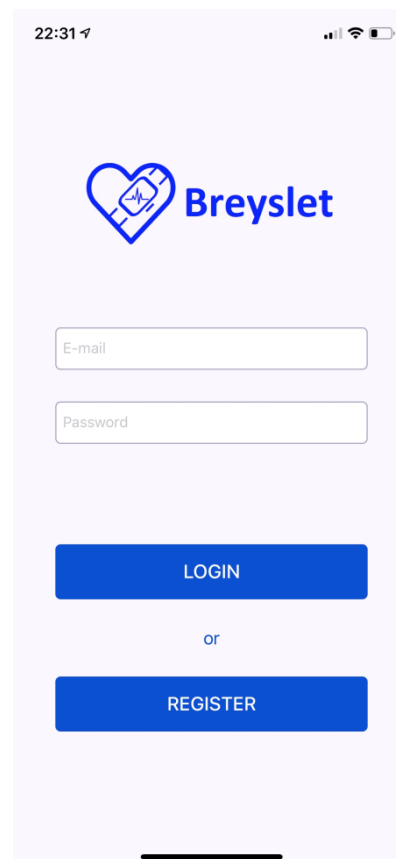 22:31
Breyslet
E-mail
Password
LOGIN
or
REGISTER